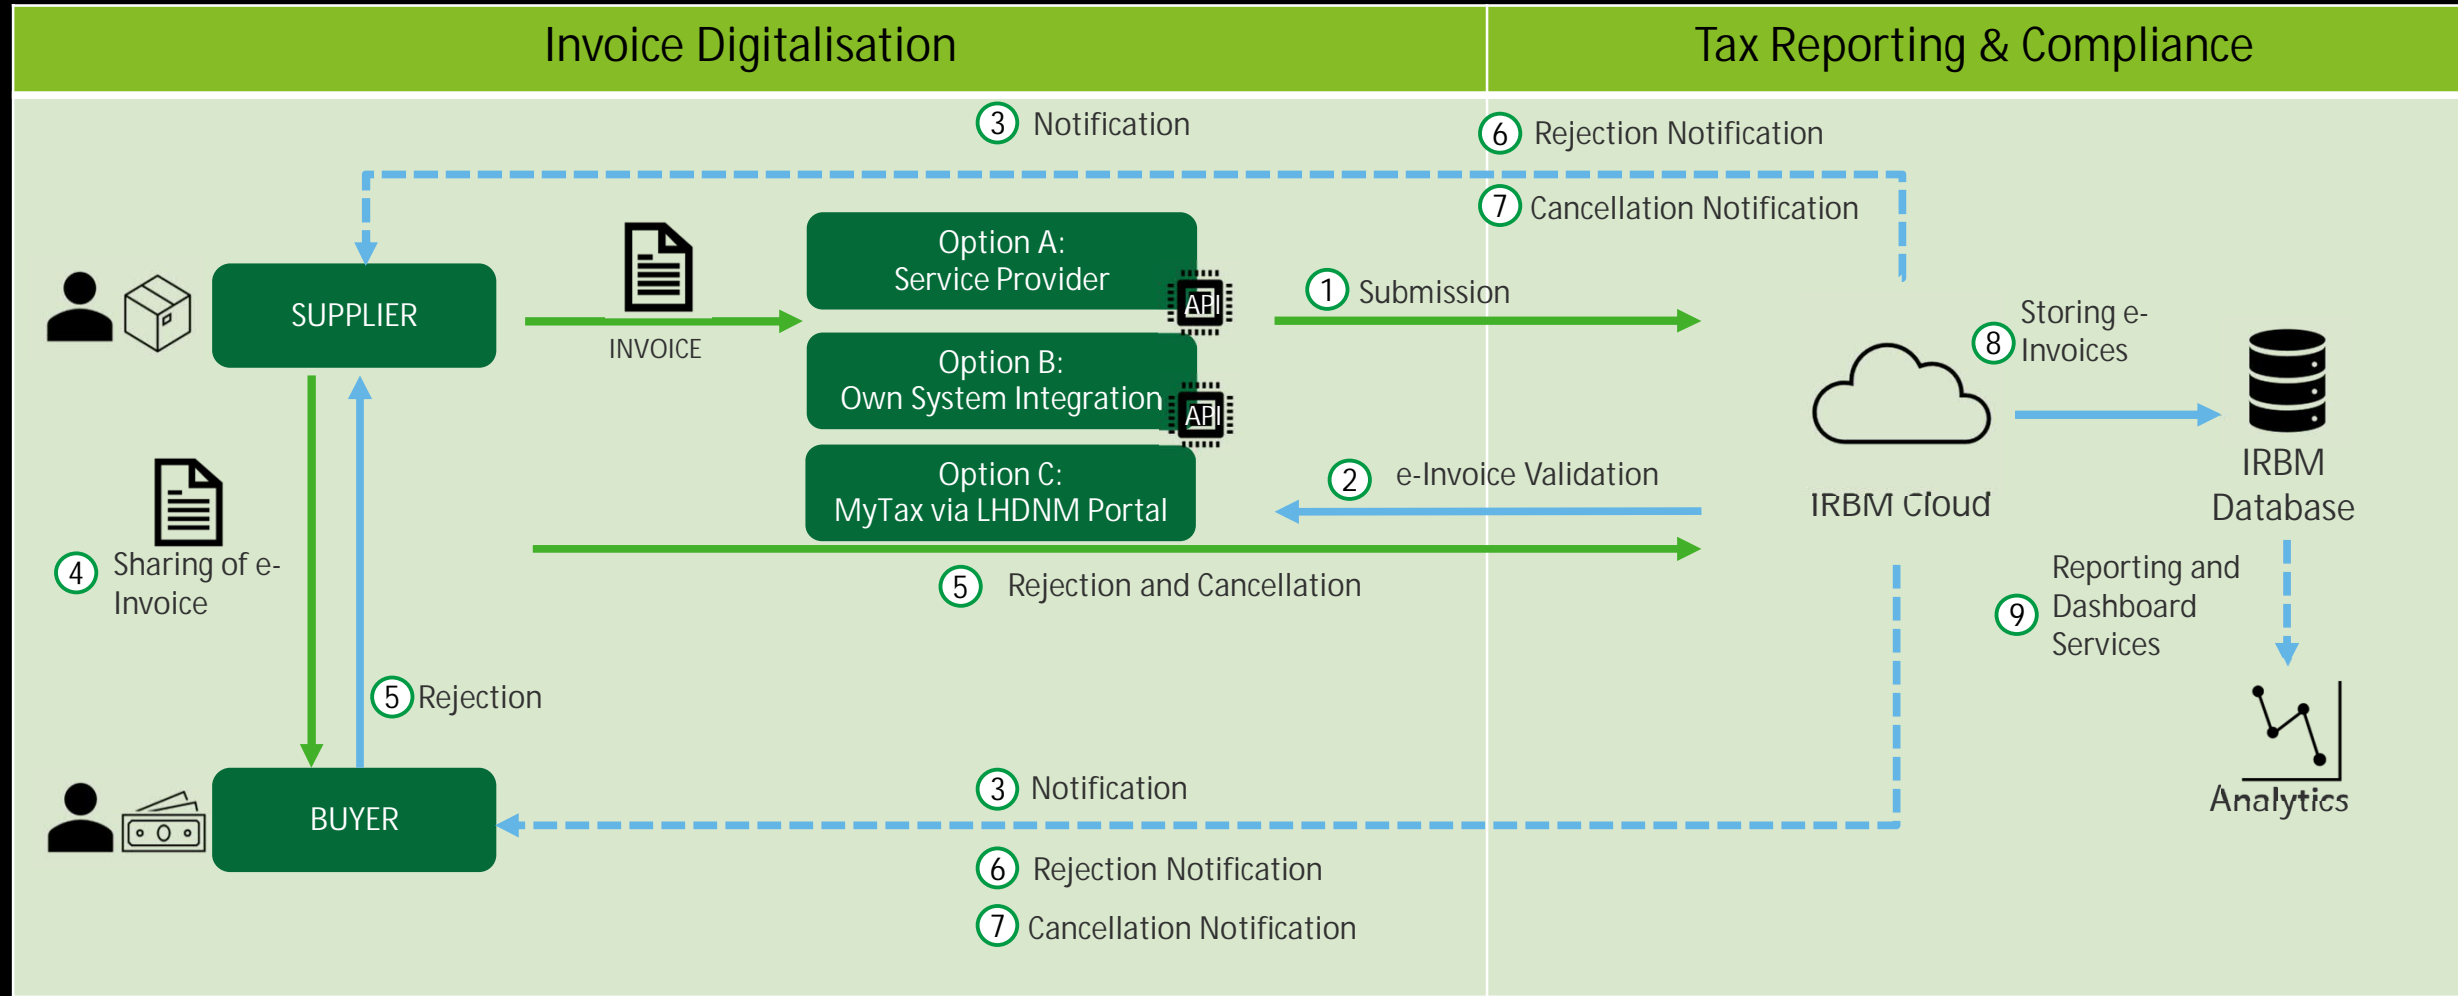 Invoice Digitalisation
Tax Reporting & Compliance
3 Notification
6 Rejection Notification
7 Cancellation Notification
SUPPLIER
INVOICE
Option A:
Service Provider
API
Option B:
Own System Integration
API
Option C:
MyTax via LHDNM Portal
1 Submission
2 e-Invoice Validation
5 Rejection and Cancellation
IRBM Cloud
8 Storing e-
Invoices
IRBM
Database
9 Reporting and
Dashboard
Services
Analytics
4 Sharing of e-
Invoice
5 Rejection
BUYER
3 Notification
6 Rejection Notification
7 Cancellation Notification